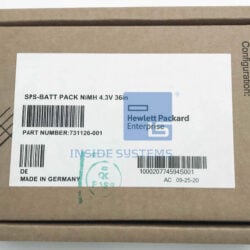 Configuration:
SPS-BATT PACK NiMH 4.3V 36in
PART NUMBER:731126-001
Hewlett Packard
Enterprise
INSIDE SYSTEMS
DE
MADE IN GERMANY
100020774594S001
AC 09-25-20